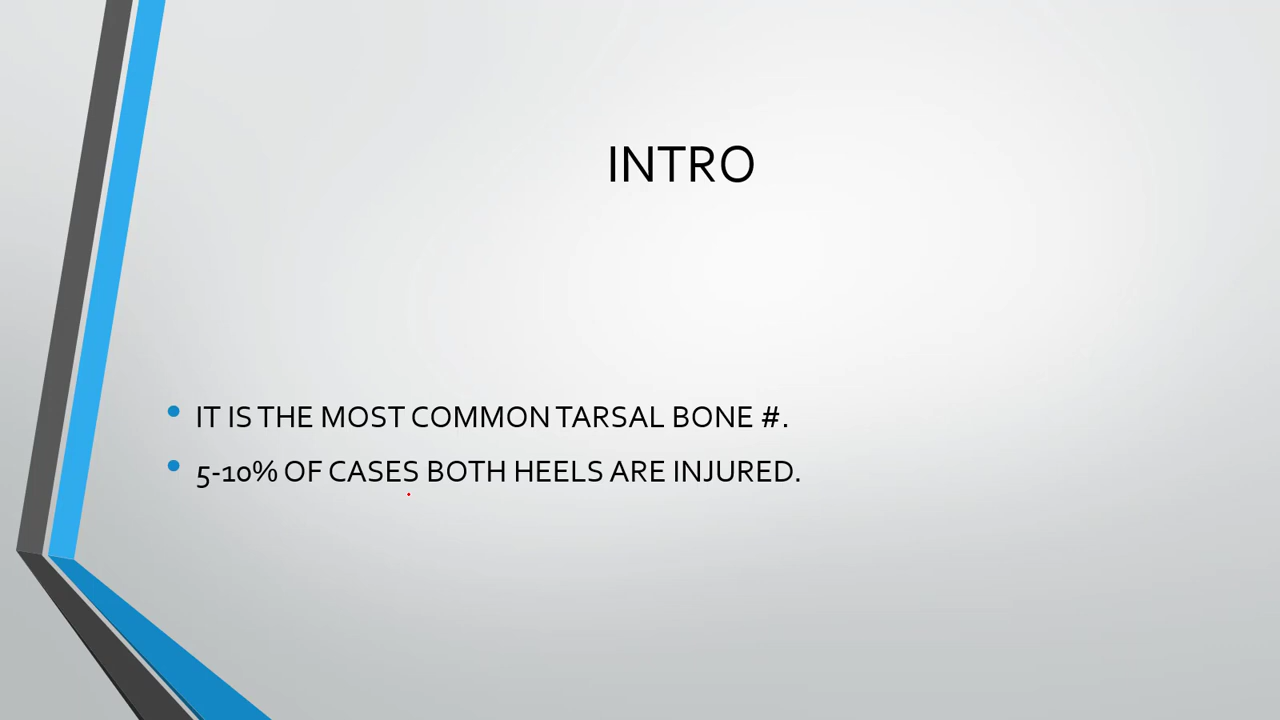 INTRO
IT IS THE MOST COMMON TARSAL BONE #.
5-10% OF CASES BOTH HEELS ARE INJURED.